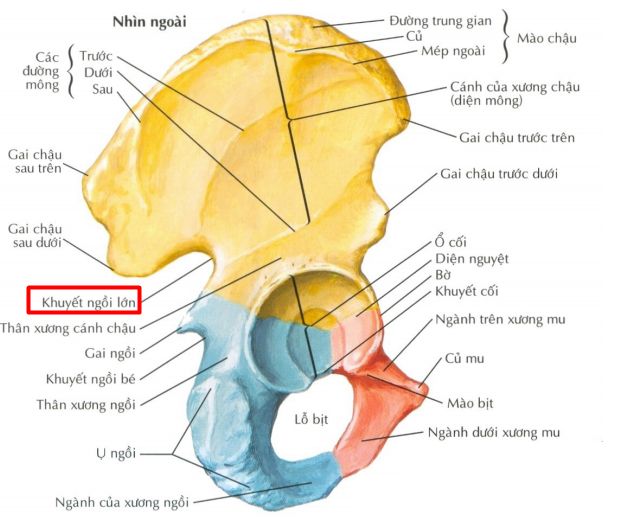 Nhìn ngoài
Đường trung gian
Củ
Mép ngoài
Mào chậu
Các
đường
mông
Trước
Dưới
Sau
Cánh của xương chậu
(diện mông)
Gai chậu trước trên
Gai chậu
sau trên
Gai chậu trước dưới
Gai chậu
sau dưới
Ổ cối
Diện nguyệt
Bờ
Khuyết cối
Khuyết ngồi lớn
Thân xương cánh chậu
Ngành trên xương mu
Gai ngồi
Củ mu
Khuyết ngồi bé
Thân xương ngồi
Mào bịt
Lỗ bịt
Ngành dưới xương mu
Ụ ngồi
Ngành của xương ngồi